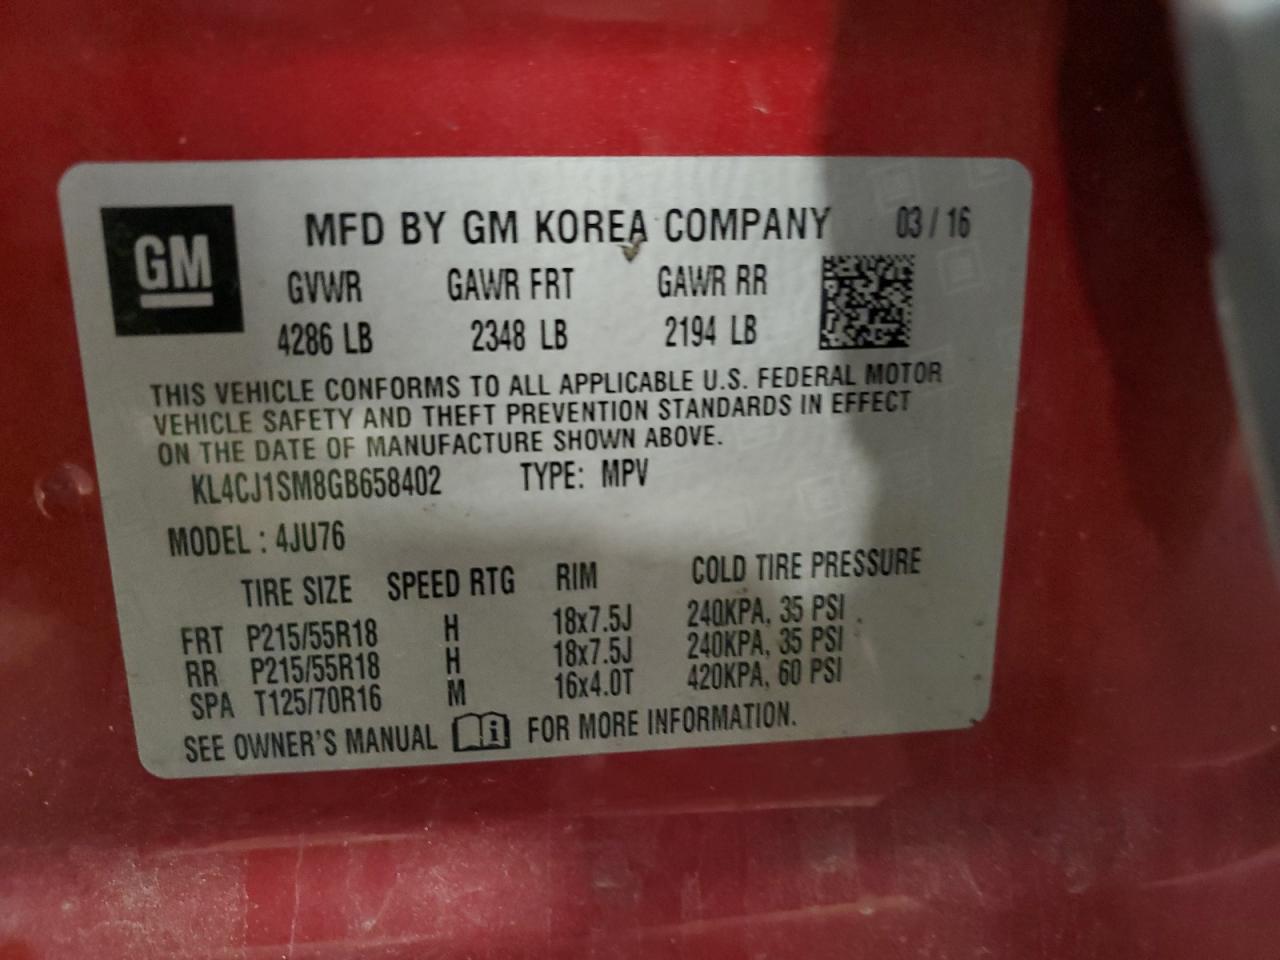 GM
MFD BY GM KOREA COMPANY 03 / 16
GVWR GAWR FRT GAWR RR
4286 LB 2348 LB 2194 LB
THIS VEHICLE CONFORMS TO ALL APPLICABLE U.S. FEDERAL MOTOR
VEHICLE SAFETY AND THEFT PREVENTION STANDARDS IN EFFECT
ON THE DATE OF MANUFACTURE SHOWN ABOVE.
KL4CJ1SM8GB658402 TYPE: MPV
MODEL : 4JU76
TIRE SIZE SPEED RTG RIM COLD TIRE PRESSURE
FRT P215/55R18 H 18x7.5J 240KPA, 35 PSI
RR P215/55R18 H 18x7.5J 240KPA, 35 PSI
SPA T125/70R16 M 16x4.0T 420KPA, 60 PSI
SEE OWNER'S MANUAL i FOR MORE INFORMATION.